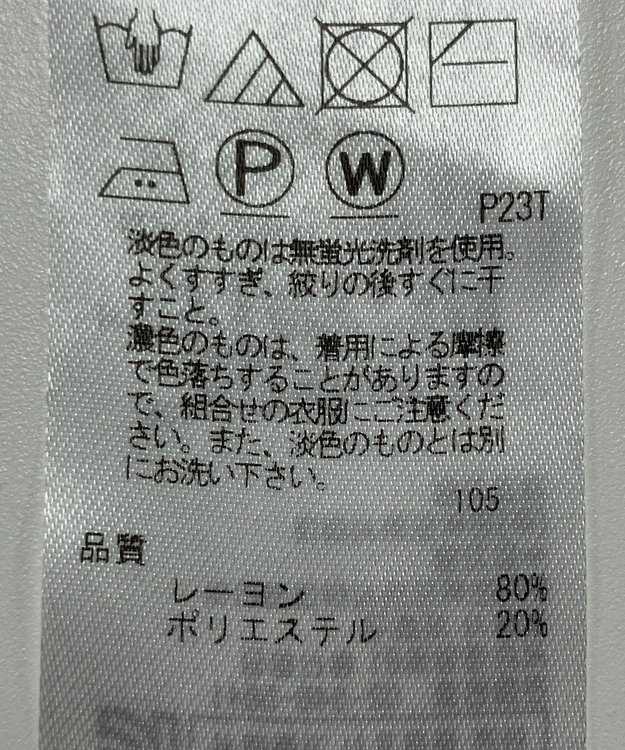 P
W
P23T
淡色のものは無蛍光洗剤を使用。
よくすすぎ、絞りの後すぐに干
すこと。
濃色のものは、着用による摩擦
で色落ちすることがありますの
で、組合せの衣服にご注意くだ
さい。また、淡色のものとは別
にお洗い下さい。
105
品質
レーヨン 80%
ポリエステル 20%